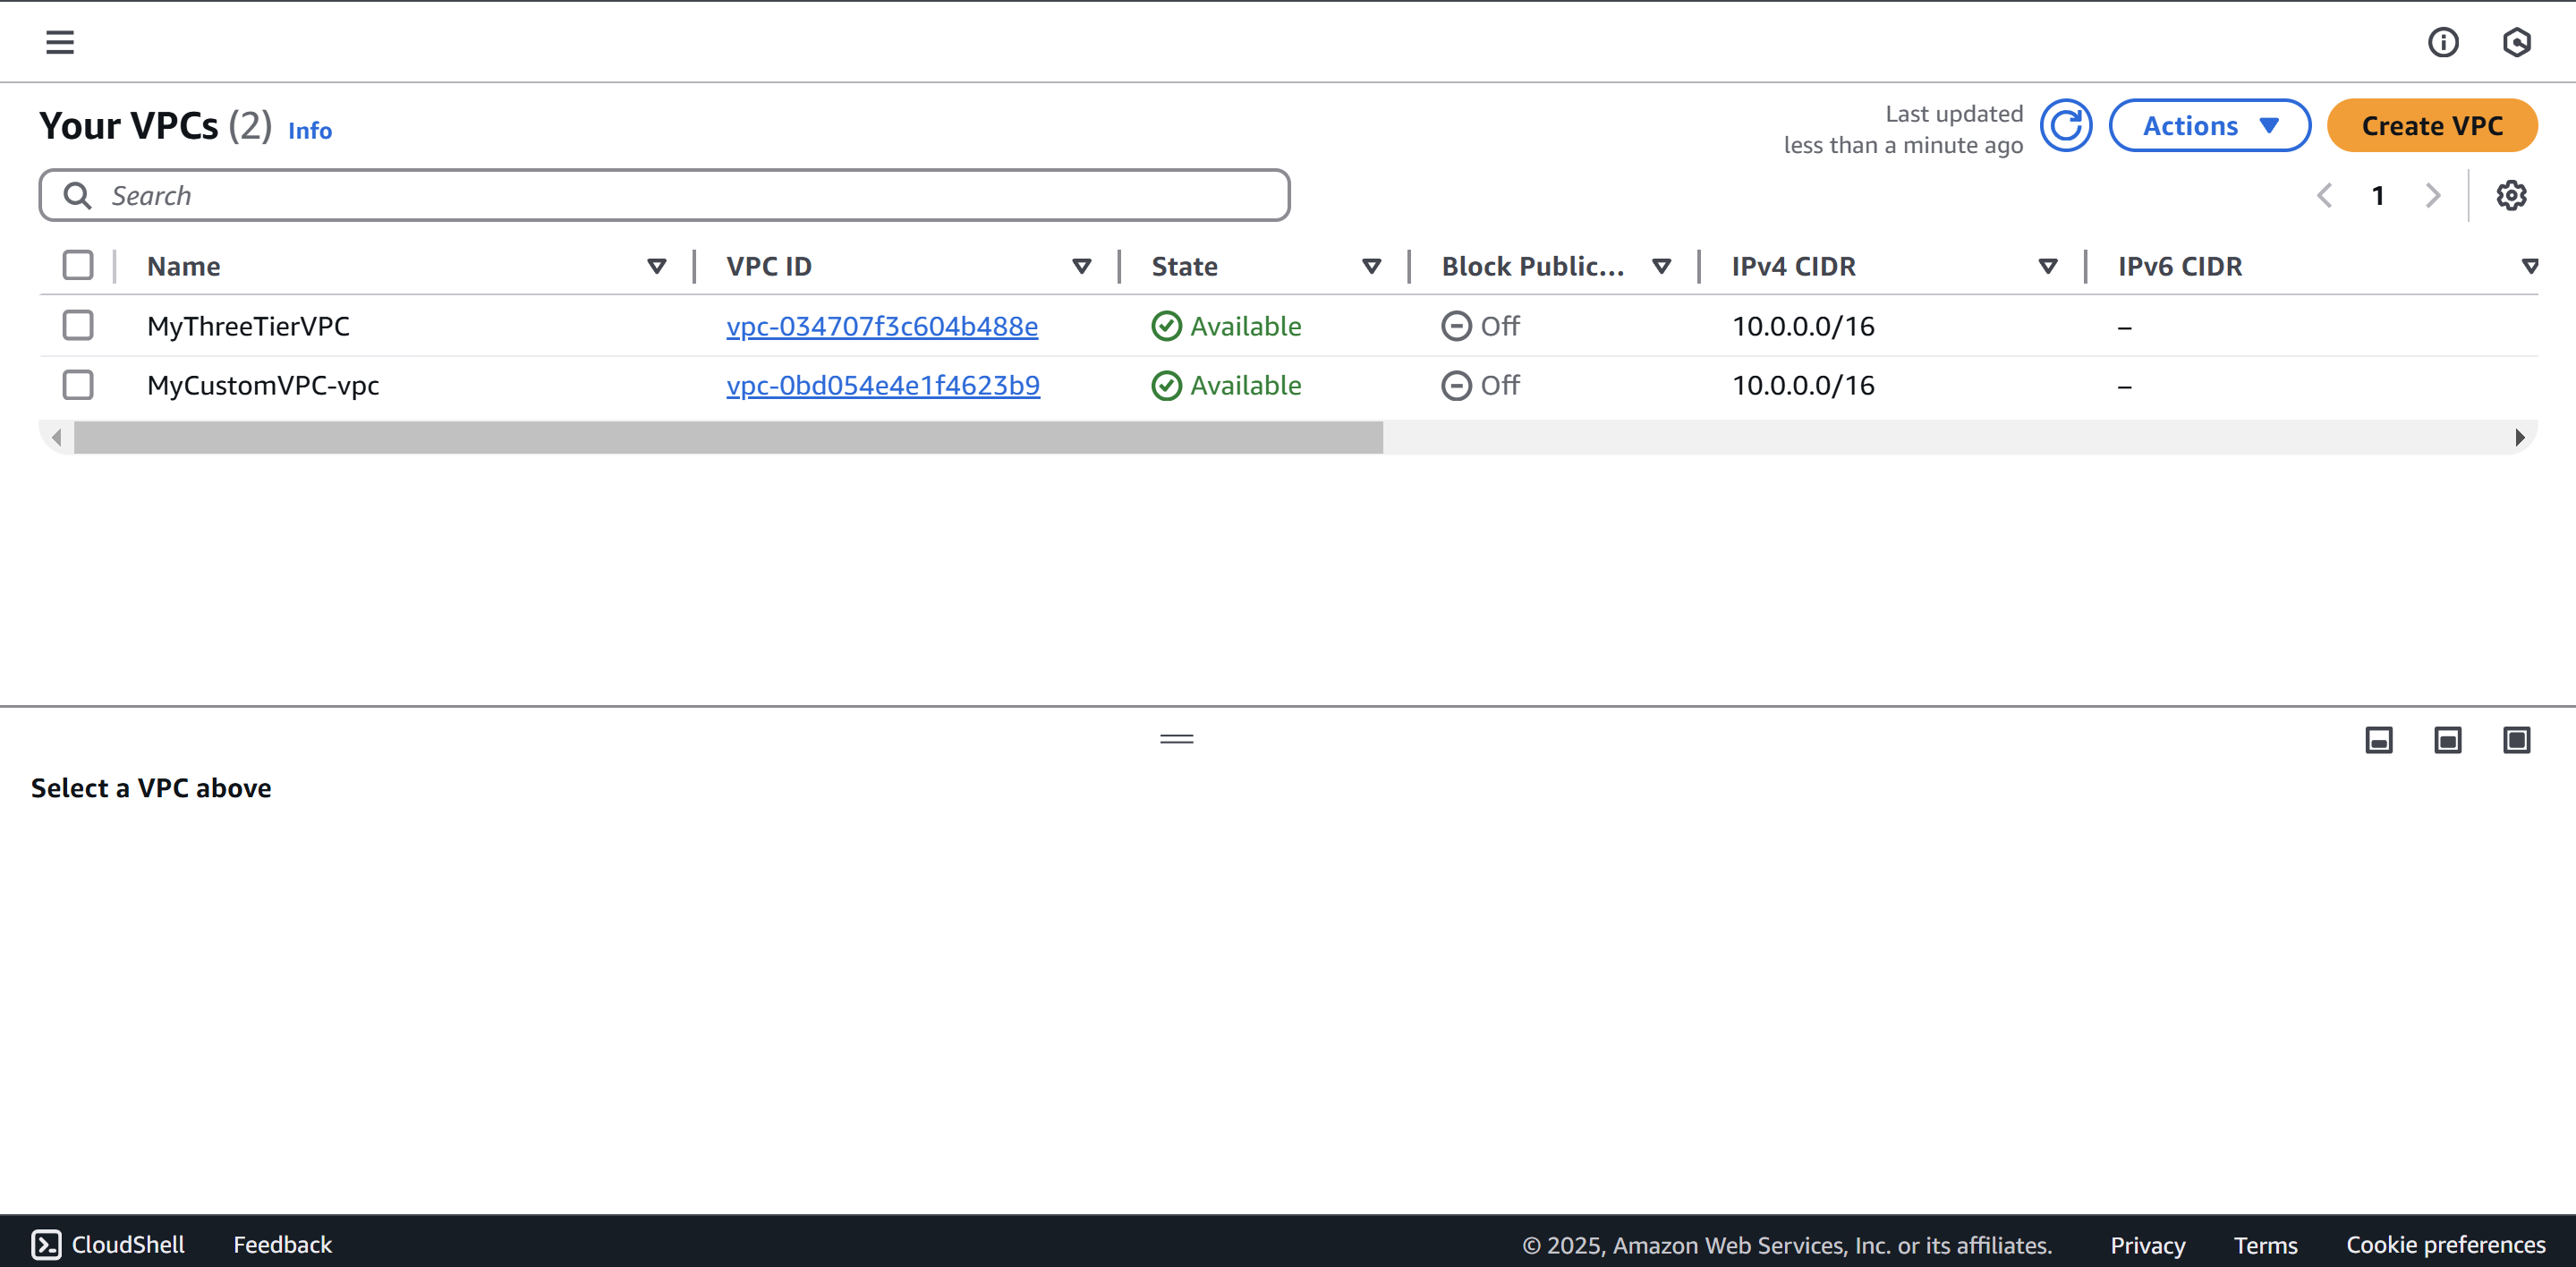 Your VPCs (2) Info
Last updated
less than a minute ago
Actions
Create VPC
Search
1
Name VPC ID State Block Public... IPv4 CIDR IPv6 CIDR
MyThreeTierVPC vpc-034707f3c604b488e Available Off 10.0.0.0/16 –
MyCustomVPC-vpc vpc-0bd054e4e1f4623b9 Available Off 10.0.0.0/16 –
Select a VPC above
CloudShell Feedback © 2025, Amazon Web Services, Inc. or its affiliates. Privacy Terms Cookie preferences